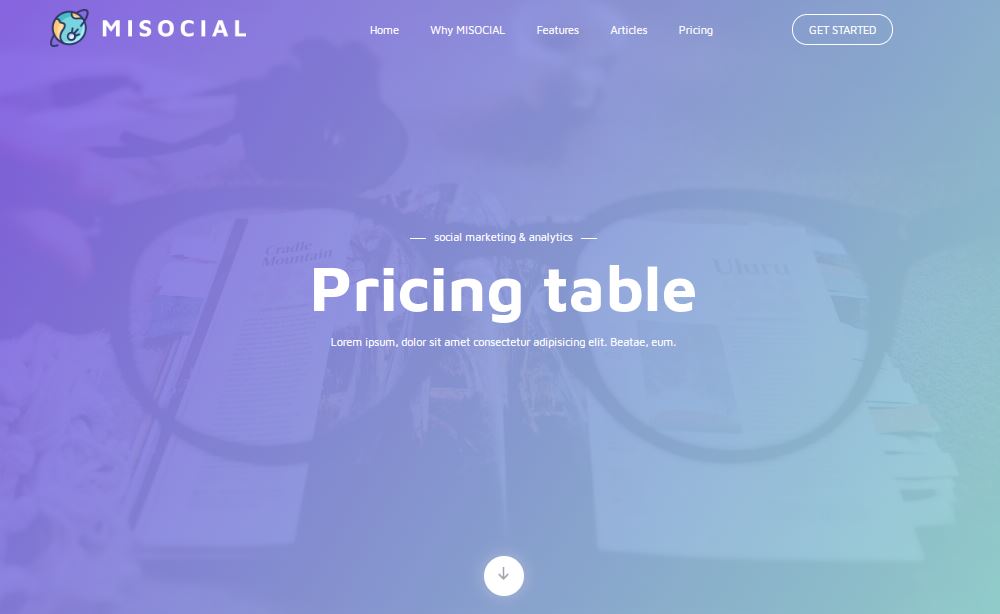 MISOCIAL
Home Why MISOCIAL Features Articles Pricing GET STARTED
social marketing & analytics
Cradle
Mountain
Uluru
Pricing table
Lorem ipsum, dolor sit amet consectetur adipisicing elit. Beatae, eum.